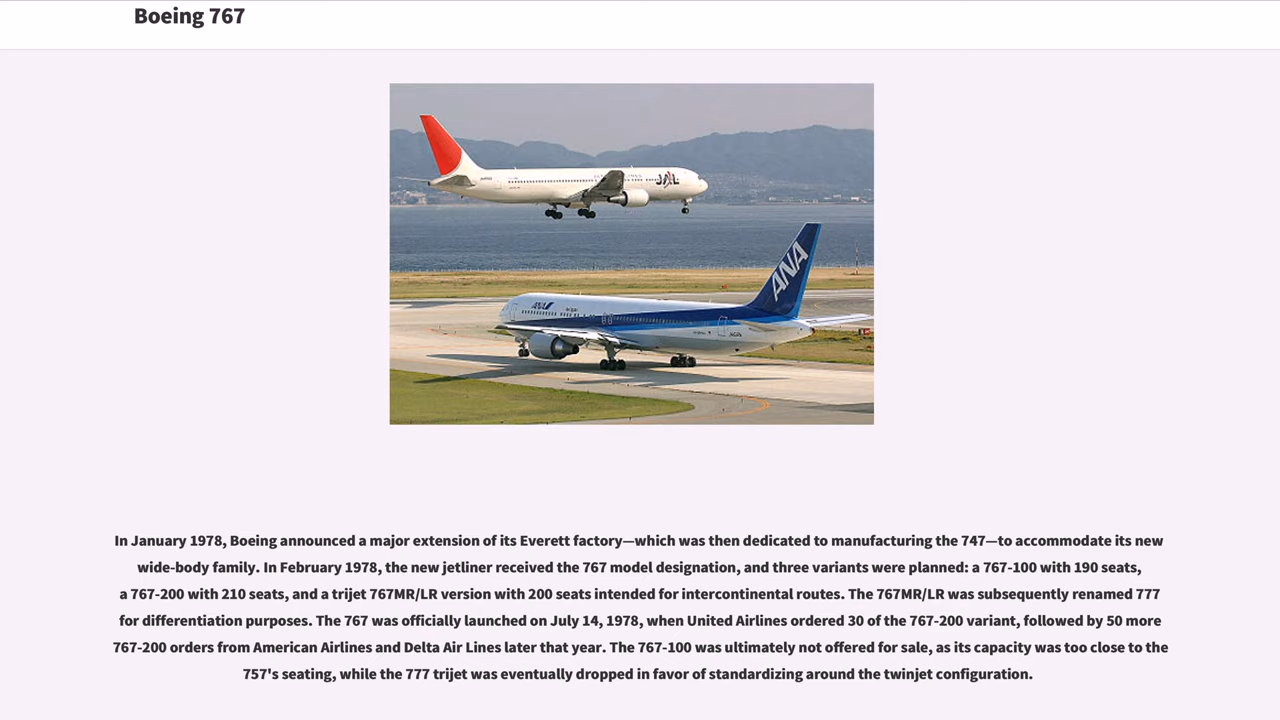 Boeing 767
JAL
ANA
ANA
In January 1978, Boeing announced a major extension of its Everett factory—which was then dedicated to manufacturing the 747—to accommodate its new
wide-body family. In February 1978, the new jetliner received the 767 model designation, and three variants were planned: a 767-100 with 190 seats,
a 767-200 with 210 seats, and a trijet 767MR/LR version with 200 seats intended for intercontinental routes. The 767MR/LR was subsequently renamed 777
for differentiation purposes. The 767 was officially launched on July 14, 1978, when United Airlines ordered 30 of the 767-200 variant, followed by 50 more
767-200 orders from American Airlines and Delta Air Lines later that year. The 767-100 was ultimately not offered for sale, as its capacity was too close to the
757's seating, while the 777 trijet was eventually dropped in favor of standardizing around the twinjet configuration.